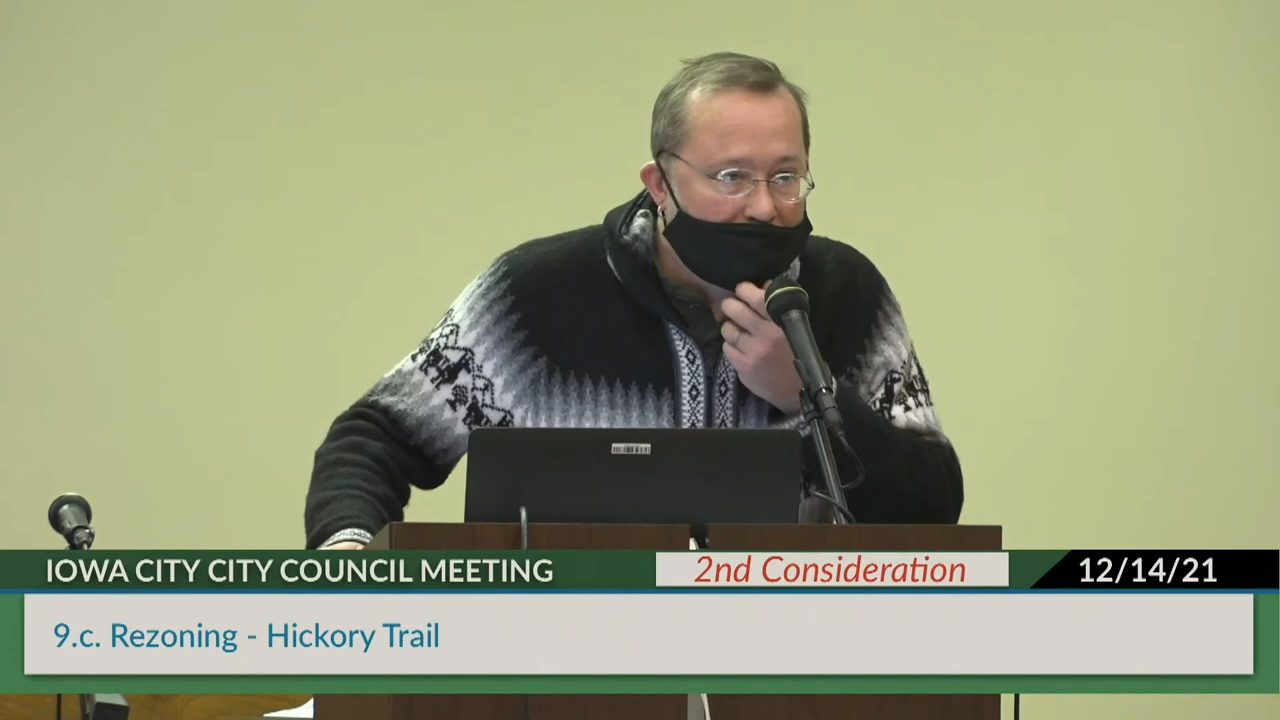 IOWA CITY CITY COUNCIL MEETING
2nd Consideration
12/14/21
9.c. Rezoning - Hickory Trail